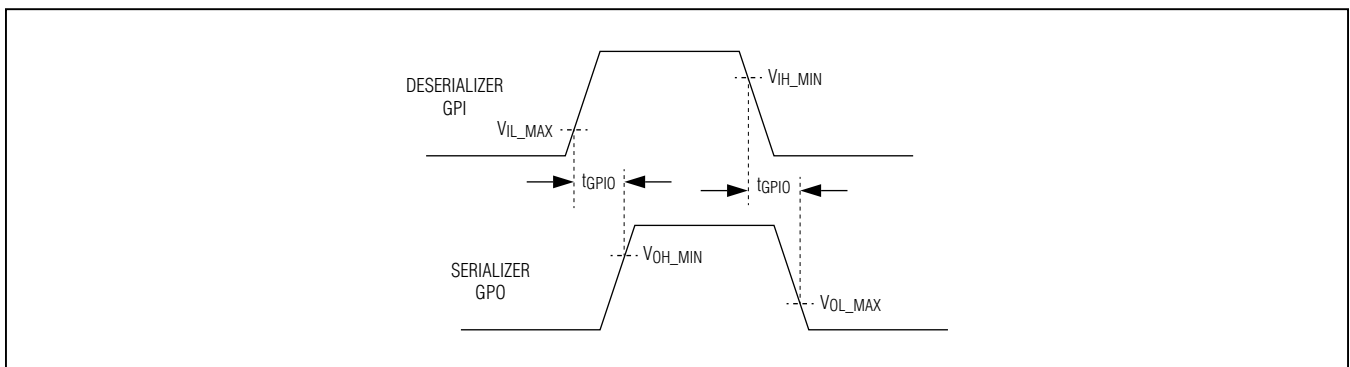 DESERIALIZER
GPI
VIH_MIN
VIL_MAX
tGPIO
tGPIO
SERIALIZER
GPO
VOH_MIN
VOL_MAX